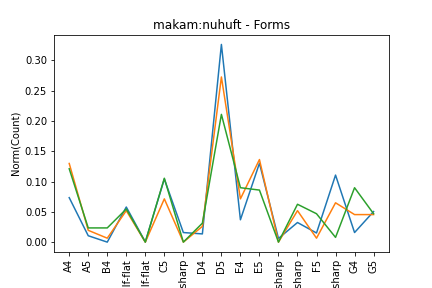 makam:nuhuft - Forms
Norm(Count)
0.30
0.25
0.20
0.15
0.10
0.05
0.00
A4
A5
B4
lf-flat
lf-flat
C5
sharp
D4
D5
E4
E5
sharp
sharp
F5
sharp
G4
G5